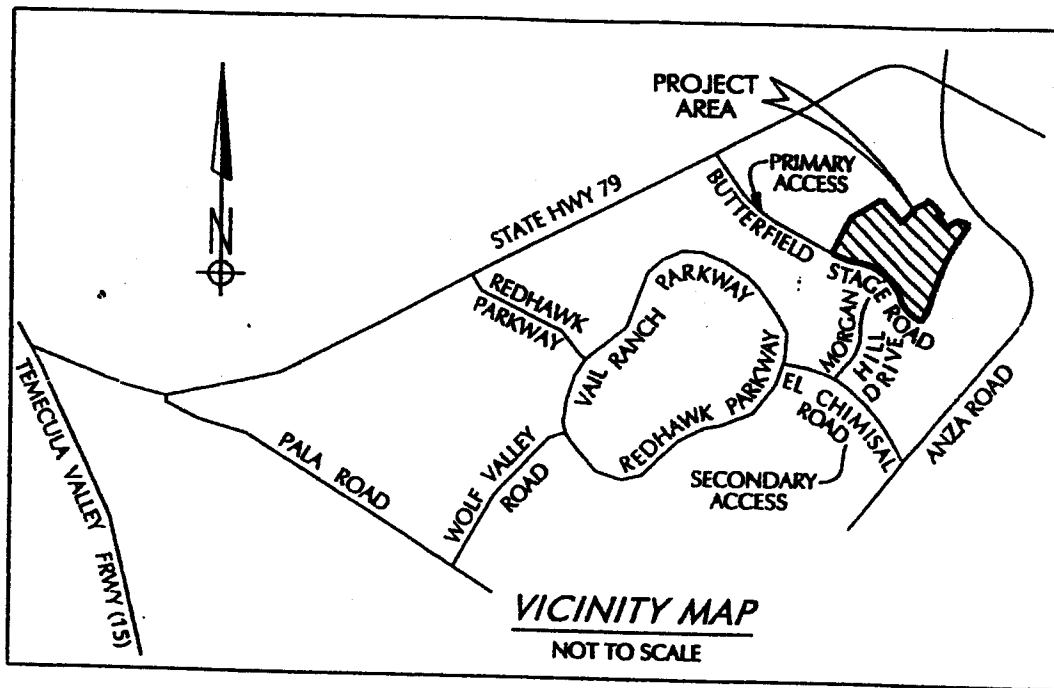 PROJECT
AREA
PRIMARY
ACCESS
STATE HWY 79
BUTTERFIELD
STAGE ROAD
N
REDHAWK
PARKWAY
VAIL RANCH
PARKWAY
MORGAN
HILL
DRIVE
REDHAWK PARKWAY
EL CHIMISAL
ROAD
ANZA ROAD
TEMECULA VALLEY FRWY (15)
PALA ROAD
WOLF VALLEY
ROAD
SECONDARY
ACCESS
VICINITY MAP
NOT TO SCALE